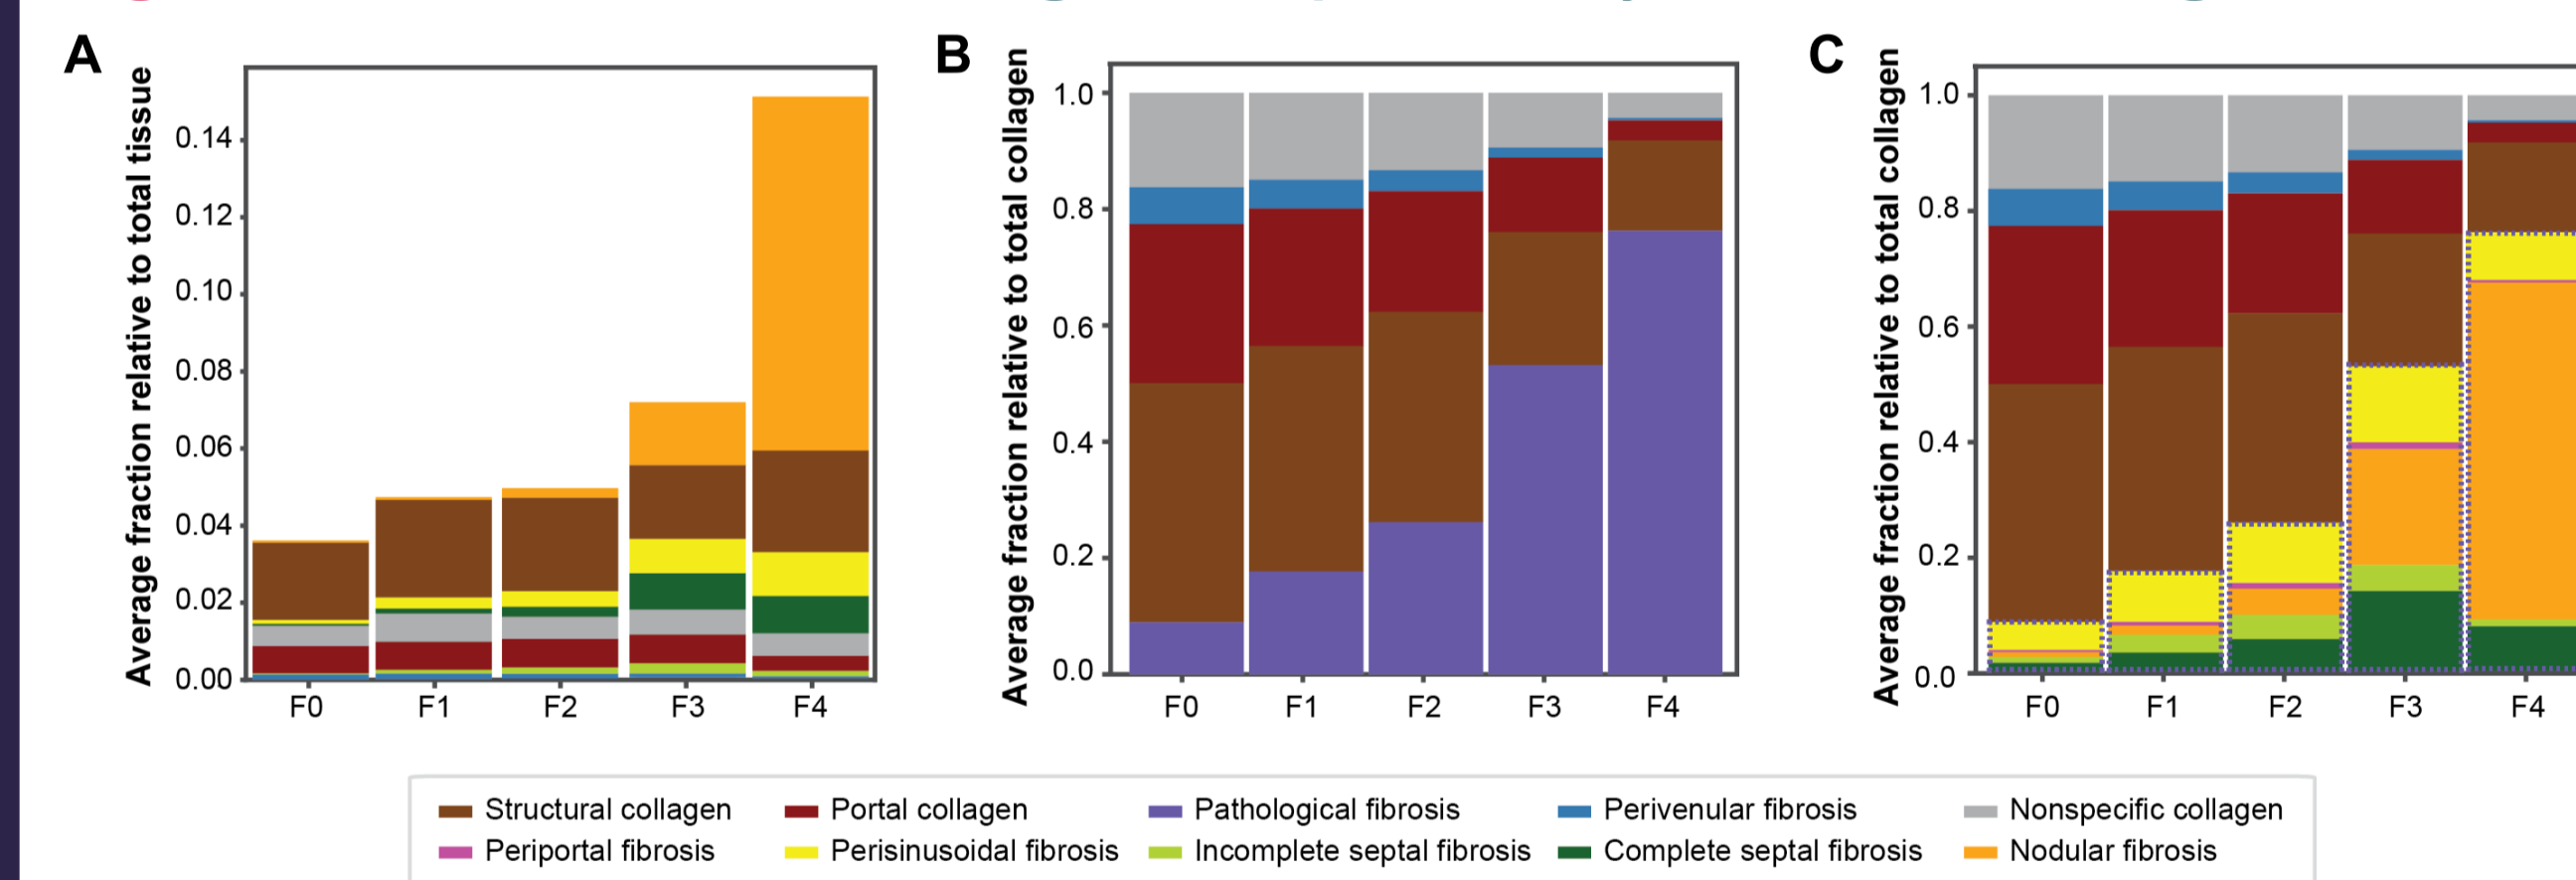 A
Average fraction relative to total tissue
0.14
0.12
0.10
0.08
0.06
0.04
0.02
0.00
F0 F1 F2 F3 F4
B
Average fraction relative to total collagen
1.0
0.8
0.6
0.4
0.2
0.0
F0 F1 F2 F3 F4
C
Average fraction relative to total collagen
1.0
0.8
0.6
0.4
0.2
0.0
F0 F1 F2 F3 F4
Structural collagen Portal collagen Pathological fibrosis Perivenular fibrosis Nonspecific collagen
Periportal fibrosis Perisinusoidal fibrosis Incomplete septal fibrosis Complete septal fibrosis Nodular fibrosis